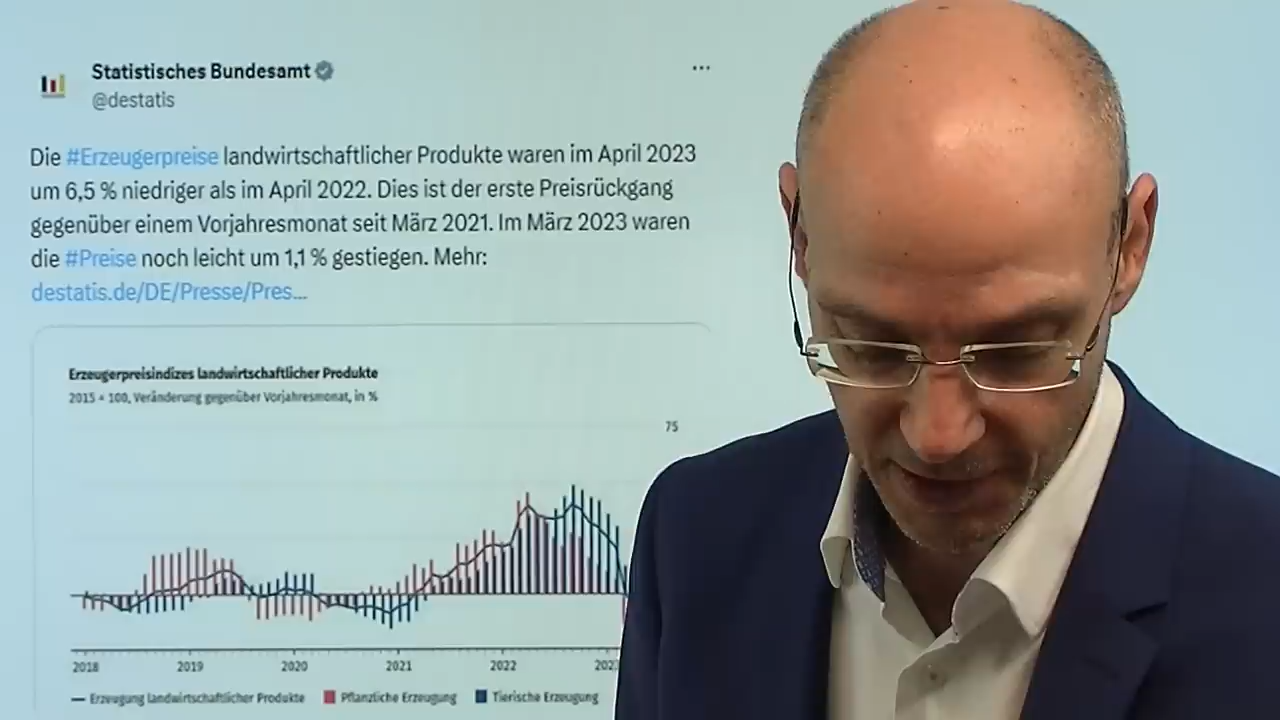 Statistisches Bundesamt
@destatis
Die #Erzeugerpreise landwirtschaftlicher Produkte waren im April 2023
um 6,5 % niedriger als im April 2022. Dies ist der erste Preisrückgang
gegenüber einem Vorjahresmonat seit März 2021. Im März 2023 waren
die #Preise noch leicht um 1,1 % gestiegen. Mehr:
destatis.de/DE/Presse/Pres...
Erzeugerpreisindizes landwirtschaftlicher Produkte
2015 = 100, Veränderung gegenüber Vorjahresmonat, in %
75
2018 2019 2020 2021 2022 202
Erzeugung landwirtschaftlicher Produkte Pflanzliche Erzeugung Tierische Erzeugung